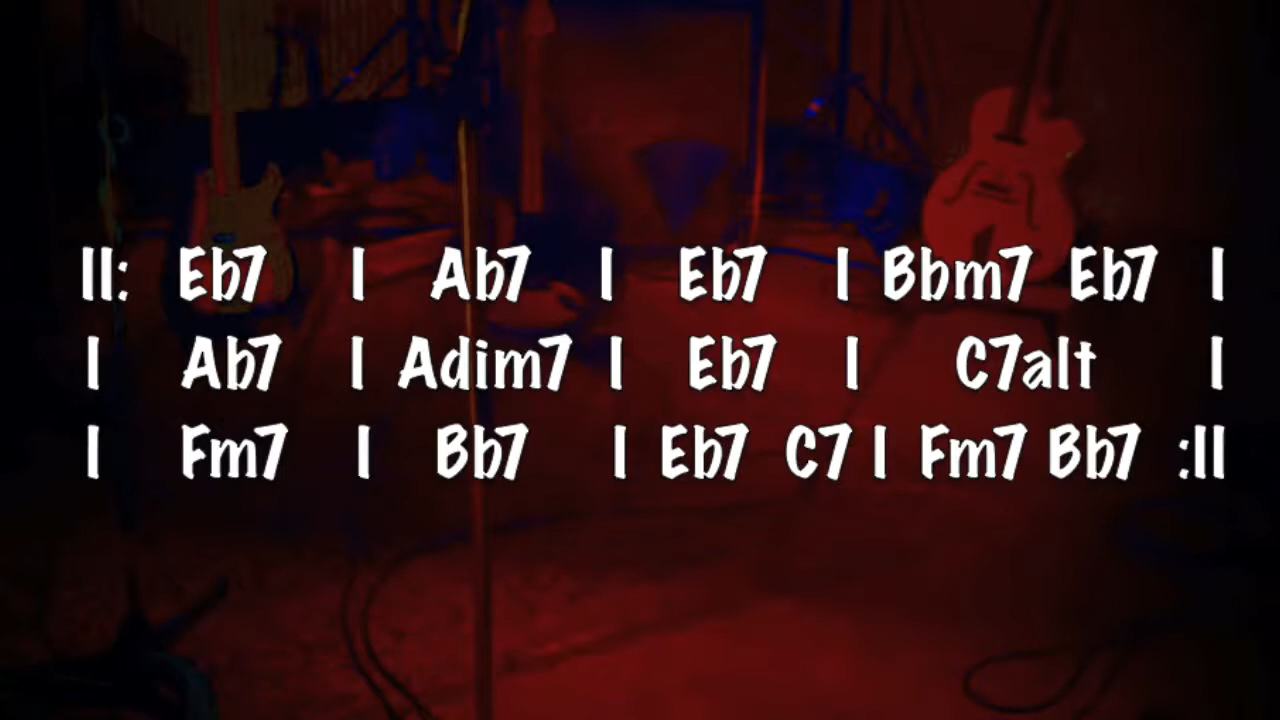 ||: Eb7 | Ab7 | Eb7 | Bbm7 Eb7 |
| Ab7 | Adim7 | Eb7 | C7alt |
| Fm7 | Bb7 | Eb7 C7 | Fm7 Bb7 :||